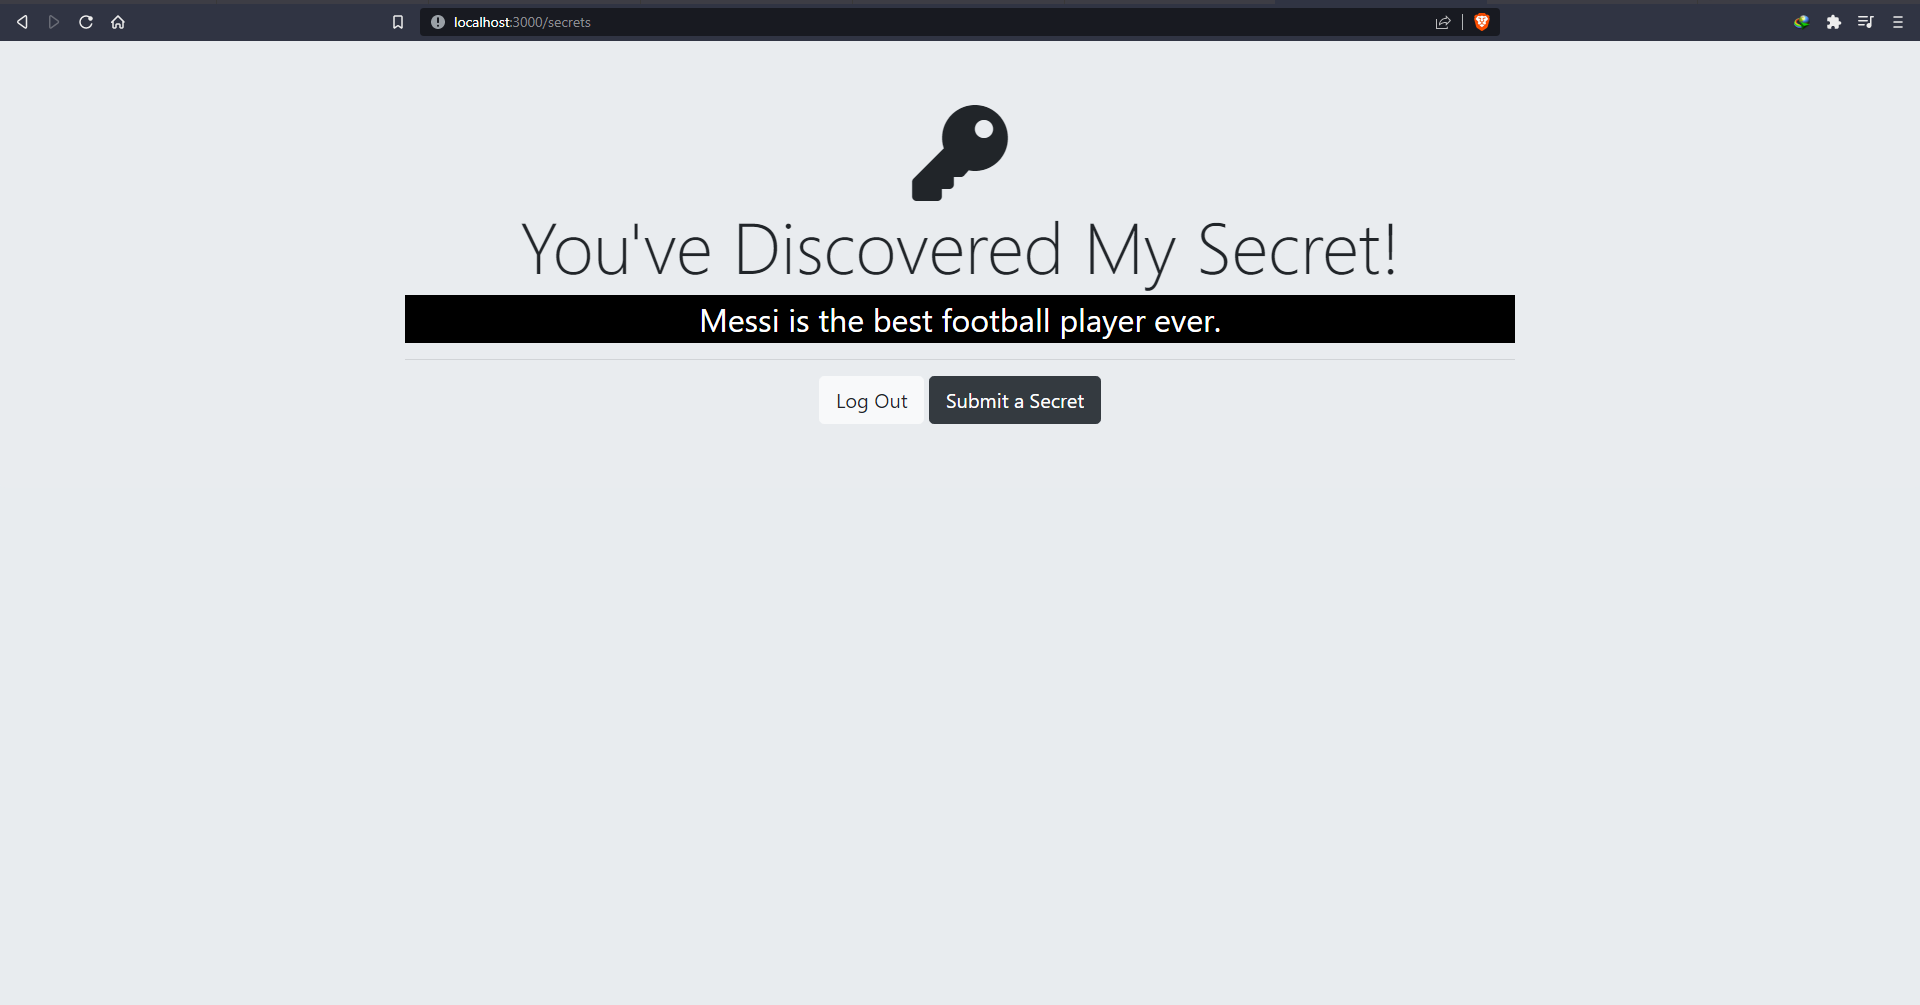 localhost:3000/secrets
You've Discovered My Secret!
Messi is the best football player ever.
Log Out
Submit a Secret